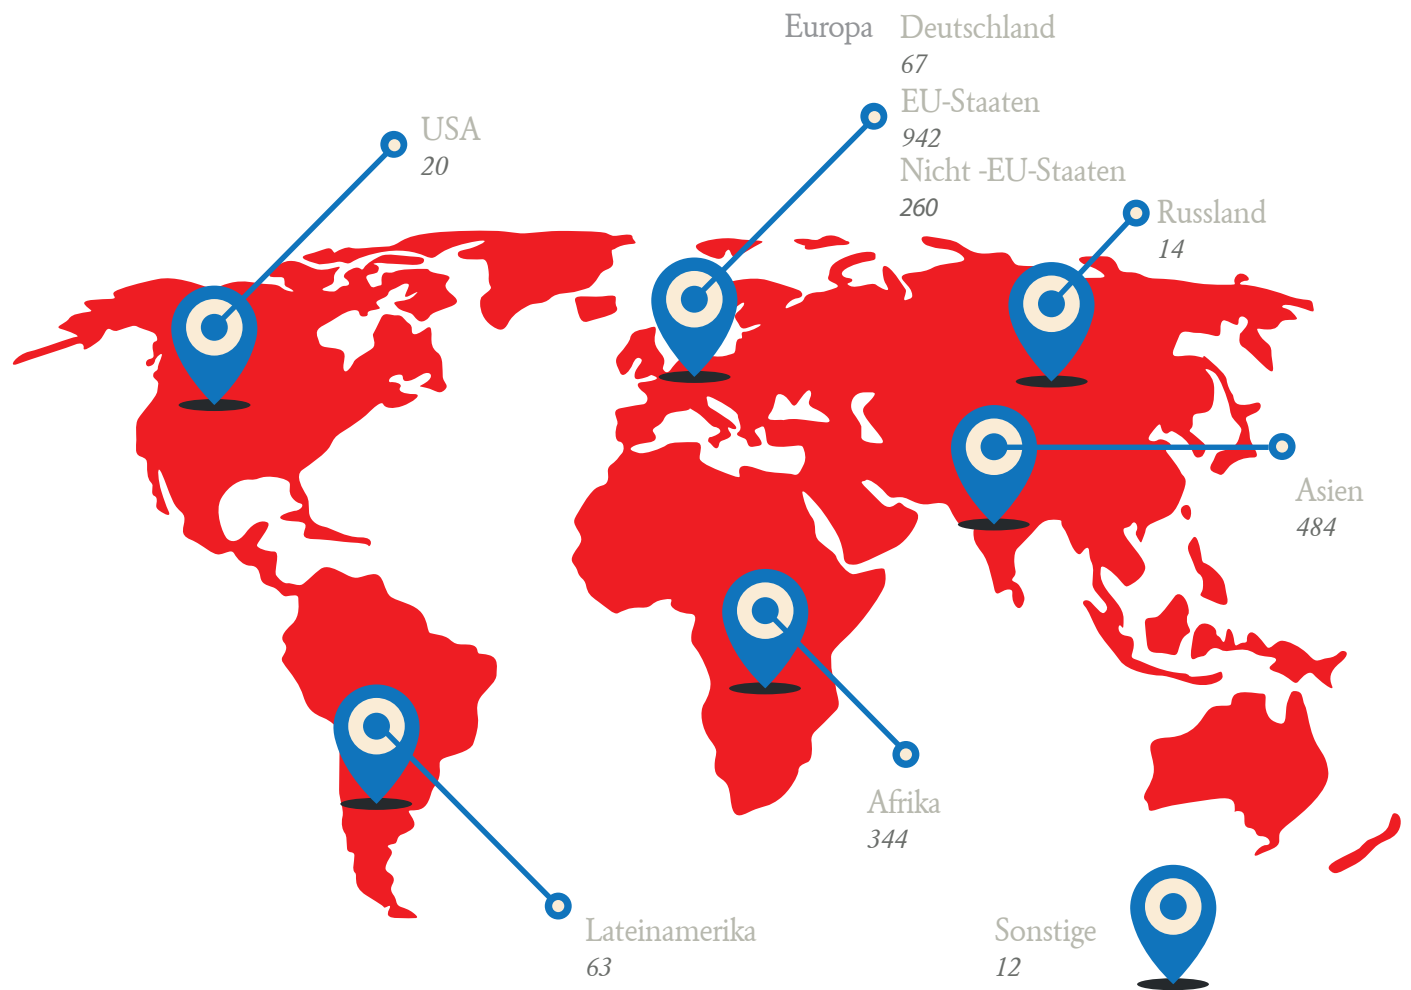 Europa Deutschland
67
EU-Staaten
942
Nicht -EU-Staaten
260
USA
20
Russland
14
Asien
484
Afrika
344
Lateinamerika
63
Sonstige
12